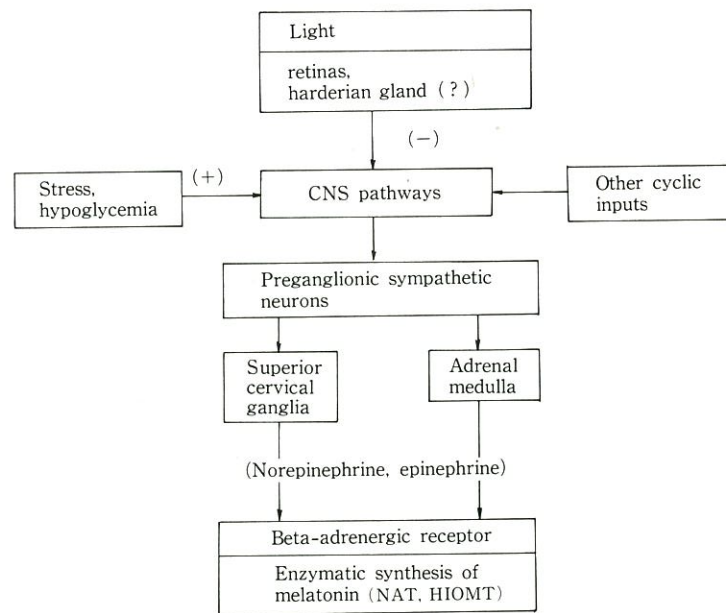 Light
retinas,
harderian gland (?)
(−)
Stress,
hypoglycemia
(+)
CNS pathways
Other cyclic
inputs
Preganglionic sympathetic
neurons
Superior
cervical
ganglia
Adrenal
medulla
(Norepinephrine, epinephrine)
Beta-adrenergic receptor
Enzymatic synthesis of
melatonin (NAT, HIOMT)